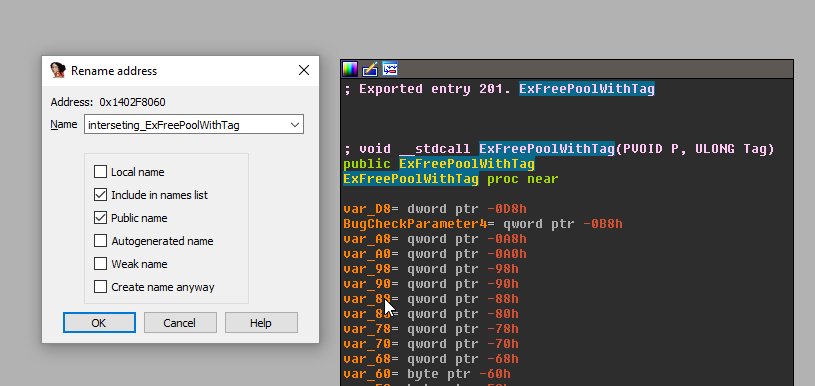 Rename address
Address: 0x1402F8060
Name interseting_ExFreePoolWithTag
Local name
Include in names list
Public name
Autogenerated name
Weak name
Create name anyway
OK Cancel Help
; Exported entry 201. ExFreePoolWithTag
; void __stdcall ExFreePoolWithTag(PVOID P, ULONG Tag)
public ExFreePoolWithTag
ExFreePoolWithTag proc near
var_D8= dword ptr -0D8h
BugCheckParameter4= qword ptr -0B8h
var_A8= qword ptr -0A8h
var_A0= qword ptr -0A0h
var_98= qword ptr -98h
var_90= qword ptr -90h
var_88= qword ptr -88h
var_80= qword ptr -80h
var_78= qword ptr -78h
var_70= qword ptr -70h
var_68= qword ptr -68h
var_60= byte ptr -60h